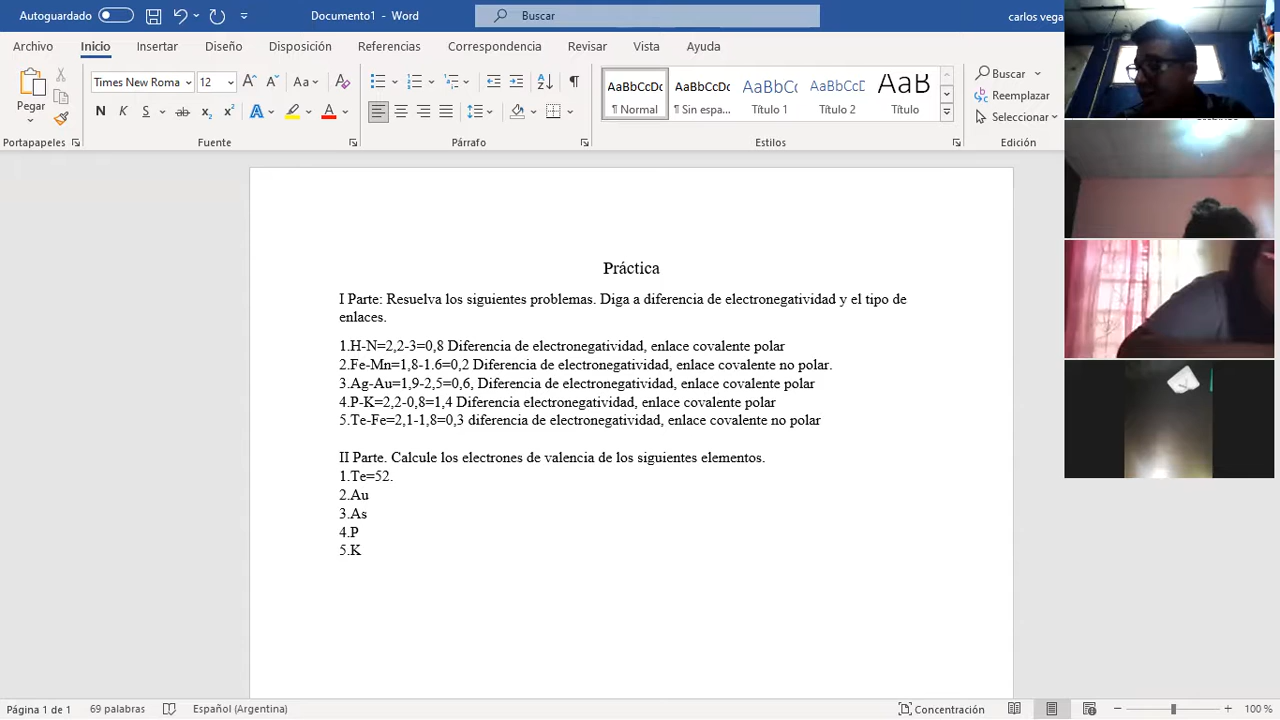 Autoguardado
Documento1 - Word
Buscar
carlos vega
Archivo Inicio Insertar Diseño Disposición Referencias Correspondencia Revisar Vista Ayuda
Pegar
Times New Roma 12
AaBbCcDc AaBbCcDc AaBbCc AaBbCcC AaB
¶ Normal ¶ Sin espa... Título 1 Título 2 Título
Buscar
Reemplazar
Seleccionar
Portapapeles Fuente Párrafo Estilos Edición
Práctica
I Parte: Resuelva los siguientes problemas. Diga a diferencia de electronegatividad y el tipo de
enlaces.
1.H-N=2,2-3=0,8 Diferencia de electronegatividad, enlace covalente polar
2.Fe-Mn=1,8-1.6=0,2 Diferencia de electronegatividad, enlace covalente no polar.
3.Ag-Au=1,9-2,5=0,6, Diferencia de electronegatividad, enlace covalente polar
4.P-K=2,2-0,8=1,4 Diferencia electronegatividad, enlace covalente polar
5.Te-Fe=2,1-1,8=0,3 diferencia de electronegatividad, enlace covalente no polar
II Parte. Calcule los electrones de valencia de los siguientes elementos.
1.Te=52.
2.Au
3.As
4.P
5.K
Página 1 de 1 69 palabras Español (Argentina) Concentración 100 %